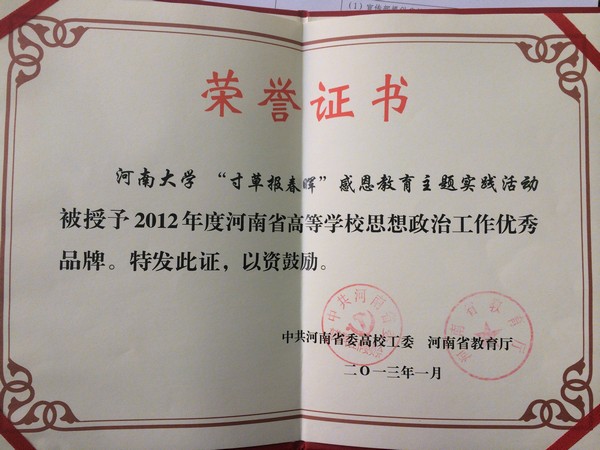 荣誉证书
河南大学 “寸草报春晖”感恩教育主题实践活动
被授予2012年度河南省高等学校思想政治工作优秀
品牌。特发此证，以资鼓励。
中共河南省委高校工委 河南省教育厅
二〇一三年一月